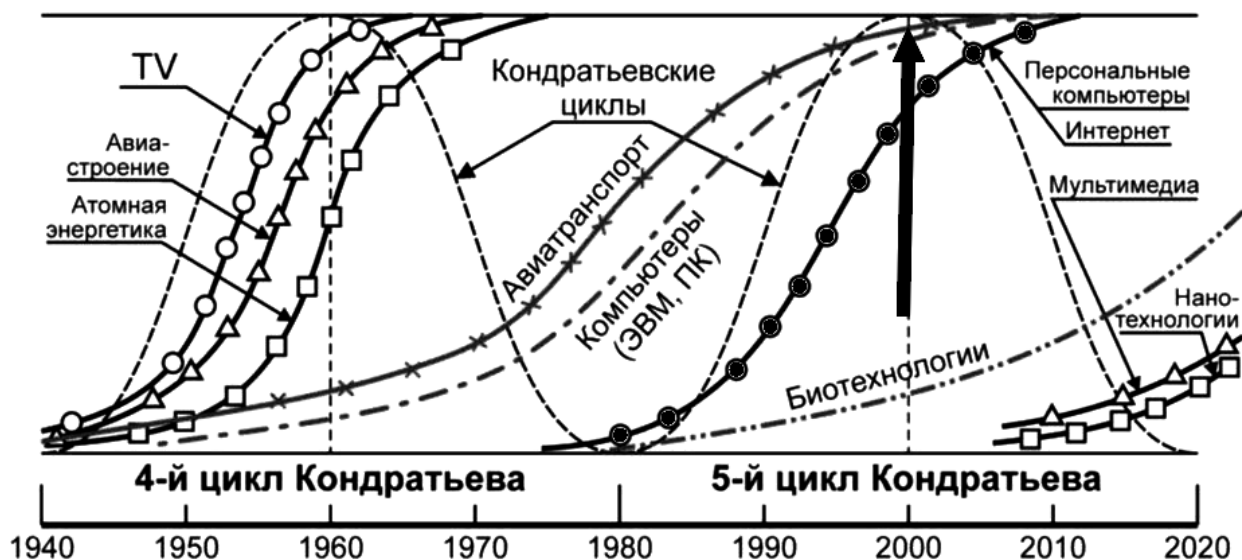 TV
Авиа-
строение
Атомная
энергетика
Кондратьевские
циклы
Авиатранспорт
Компьютеры
(ЭВМ, ПК)
Персональные
компьютеры
Интернет
Мультимедиа
Нано-
технологии
Биотехнологии
4-й цикл Кондратьева
5-й цикл Кондратьева
1940 1950 1960 1970 1980 1990 2000 2010 2020